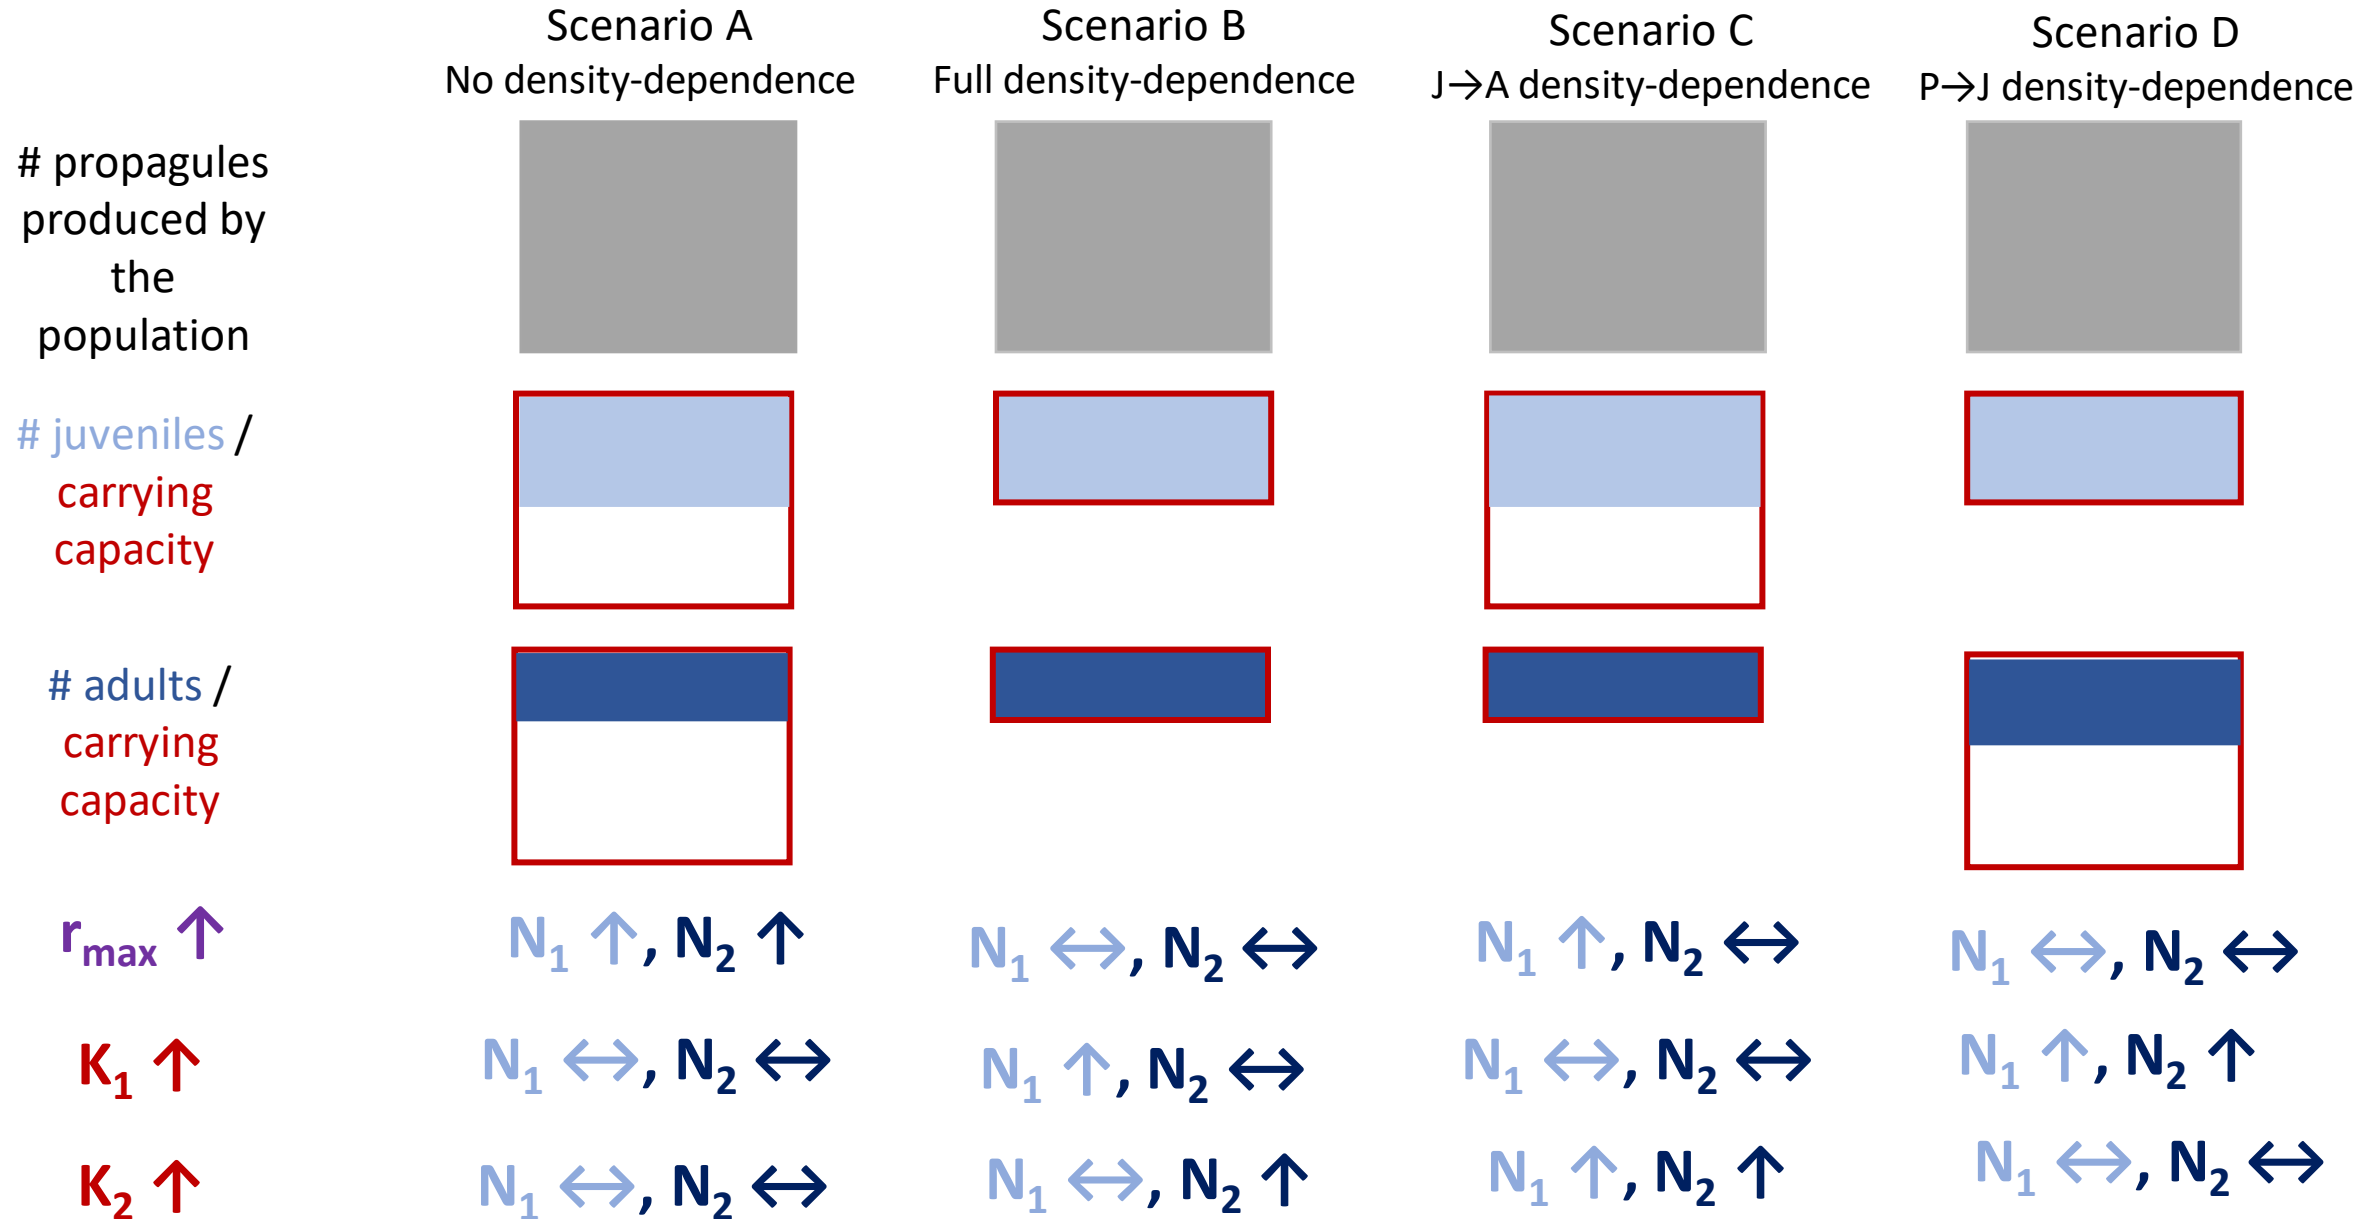 Scenario A
No density-dependence
Scenario B
Full density-dependence
Scenario C
J→A density-dependence
Scenario D
P→J density-dependence
# propagules
produced by
the
population
# juveniles /
carrying
capacity
# adults /
carrying
capacity
rmax ↑
N1 ↑, N2 ↑
N1 ↔, N2 ↔
N1 ↑, N2 ↔
N1 ↔, N2 ↔
K1 ↑
N1 ↔, N2 ↔
N1 ↑, N2 ↔
N1 ↔, N2 ↔
N1 ↑, N2 ↑
K2 ↑
N1 ↔, N2 ↔
N1 ↔, N2 ↑
N1 ↑, N2 ↑
N1 ↔, N2 ↔